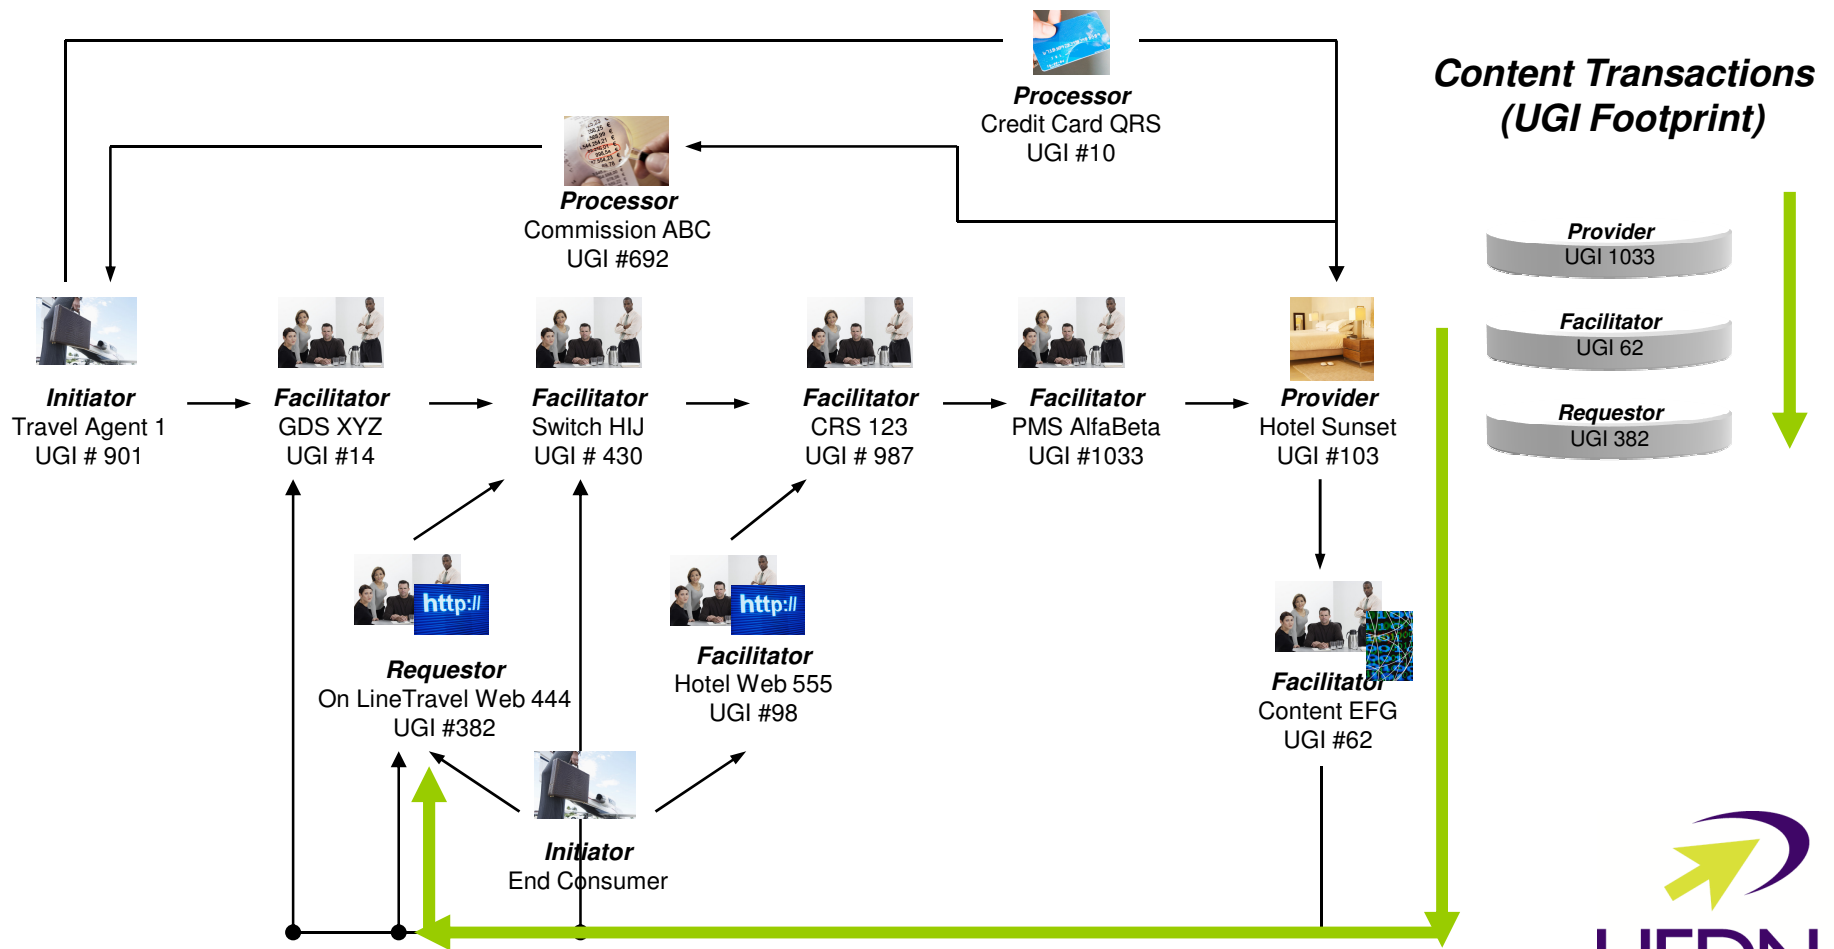 Content Transactions
(UGI Footprint)
Processor
Credit Card QRS
UGI #10
Processor
Commission ABC
UGI #692
Provider
UGI 1033
Facilitator
UGI 62
Requestor
UGI 382
Initiator
Travel Agent 1
UGI # 901
Facilitator
GDS XYZ
UGI #14
Facilitator
Switch HIJ
UGI # 430
Facilitator
CRS 123
UGI # 987
Facilitator
PMS AlfaBeta
UGI #1033
Provider
Hotel Sunset
UGI #103
http://
http://
Requestor
On LineTravel Web 444
UGI #382
Facilitator
Hotel Web 555
UGI #98
Facilitator
Content EFG
UGI #62
Initiator
End Consumer